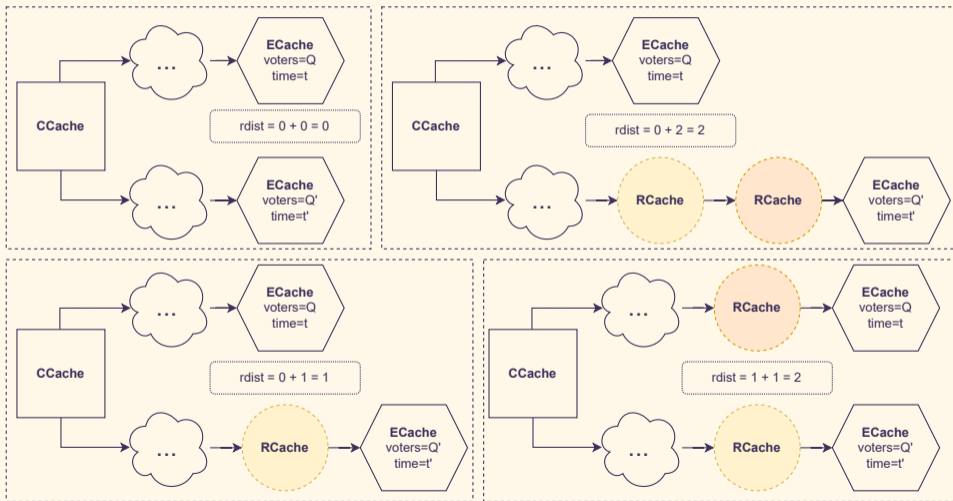 ECache
voters=Q
time=t
...
CCache
rdist = 0 + 0 = 0
...
ECache
voters=Q'
time=t'
ECache
voters=Q
time=t
...
CCache
rdist = 0 + 2 = 2
...
RCache
RCache
ECache
voters=Q'
time=t'
ECache
voters=Q
time=t
...
CCache
rdist = 0 + 1 = 1
...
RCache
ECache
voters=Q'
time=t'
...
RCache
ECache
voters=Q
time=t
CCache
rdist = 1 + 1 = 2
...
RCache
ECache
voters=Q'
time=t'